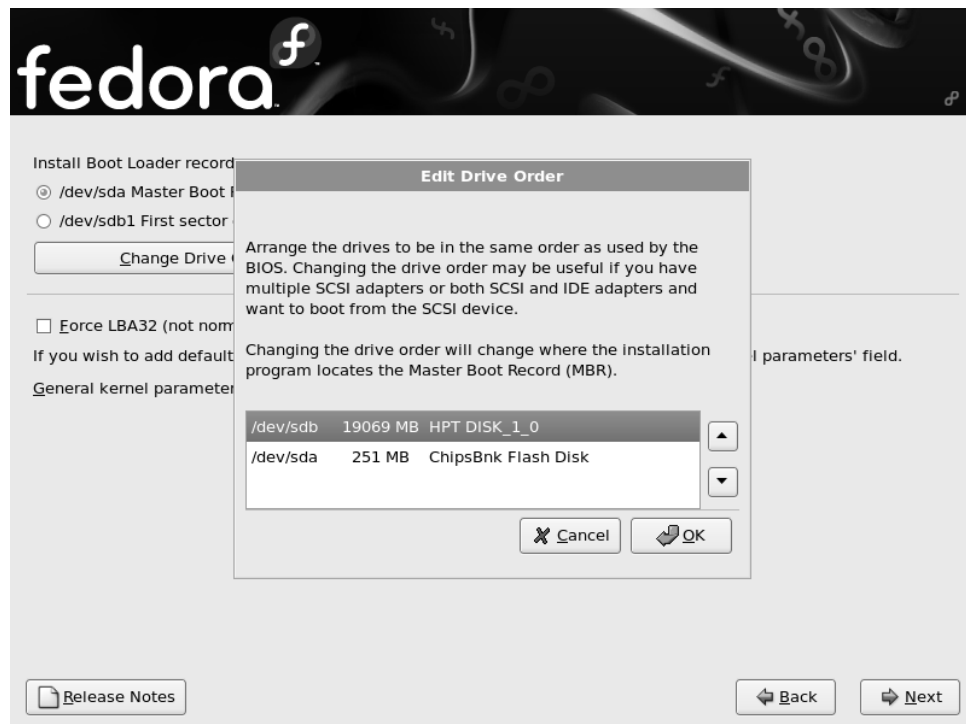 fedora
Install Boot Loader record
/dev/sda Master Boot
/dev/sdb1 First sector
Change Drive
Edit Drive Order
Arrange the drives to be in the same order as used by the
BIOS. Changing the drive order may be useful if you have
multiple SCSI adapters or both SCSI and IDE adapters and
want to boot from the SCSI device.
Changing the drive order will change where the installation
program locates the Master Boot Record (MBR).
/dev/sdb 19069 MB HPT DISK_1_0
/dev/sda 251 MB ChipsBnk Flash Disk
Cancel
OK
Force LBA32 (not norm
If you wish to add default
l parameters' field.
General kernel parameter
Release Notes
Back
Next